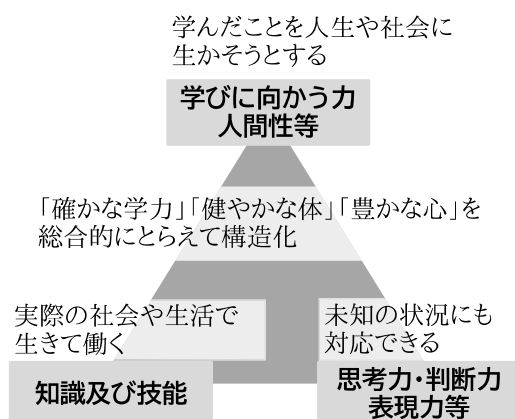 学んだことを人生や社会に
生かそうとする
学びに向かう力
人間性等
「確かな学力」「健やかな体」「豊かな心」を
総合的にとらえて構造化
実際の社会や生活で
生きて働く
知識及び技能
未知の状況にも
対応できる
思考力・判断力
表現力等